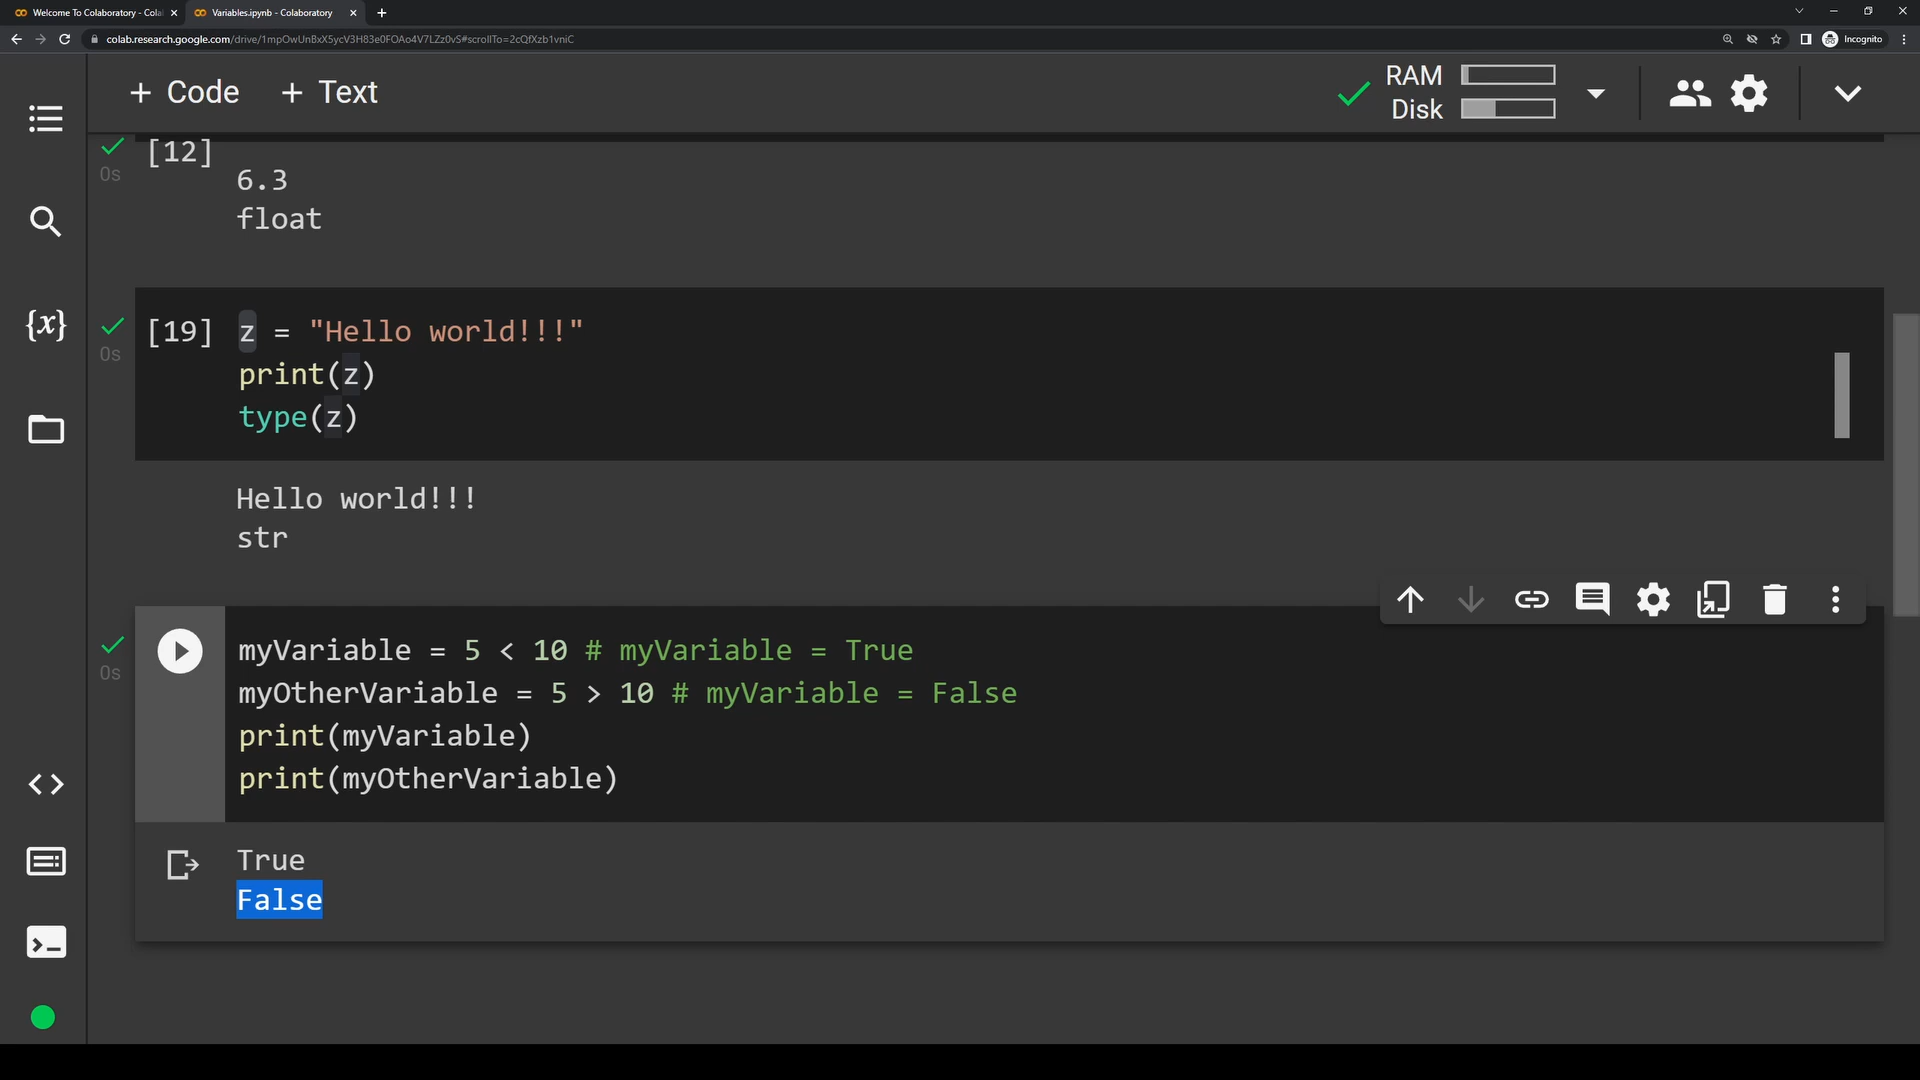 Welcome To Colaboratory - Cola
Variables.ipynb - Colaboratory
colab.research.google.com/drive/1mpOwUnBxX5ycV3H83e0FOAo4V7LZz0vS#scrollTo=2cQfXzb1vniC
Incognito
+ Code + Text
RAM
Disk
[12]
0s
6.3
float
[19] z = "Hello world!!!"
0s
print(z)
type(z)
Hello world!!!
str
myVariable = 5 < 10 # myVariable = True
0s
myOtherVariable = 5 > 10 # myVariable = False
print(myVariable)
print(myOtherVariable)
True
False